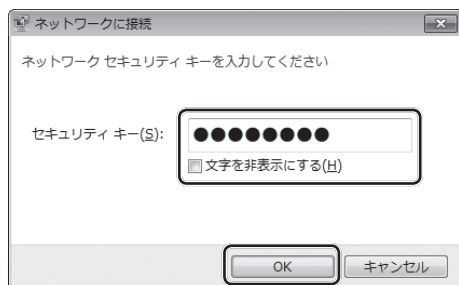 ネットワークに接続
ネットワーク セキュリティ キーを入力してください
セキュリティ キー(S): ●●●●●●●●
文字を非表示にする(H)
OK キャンセル